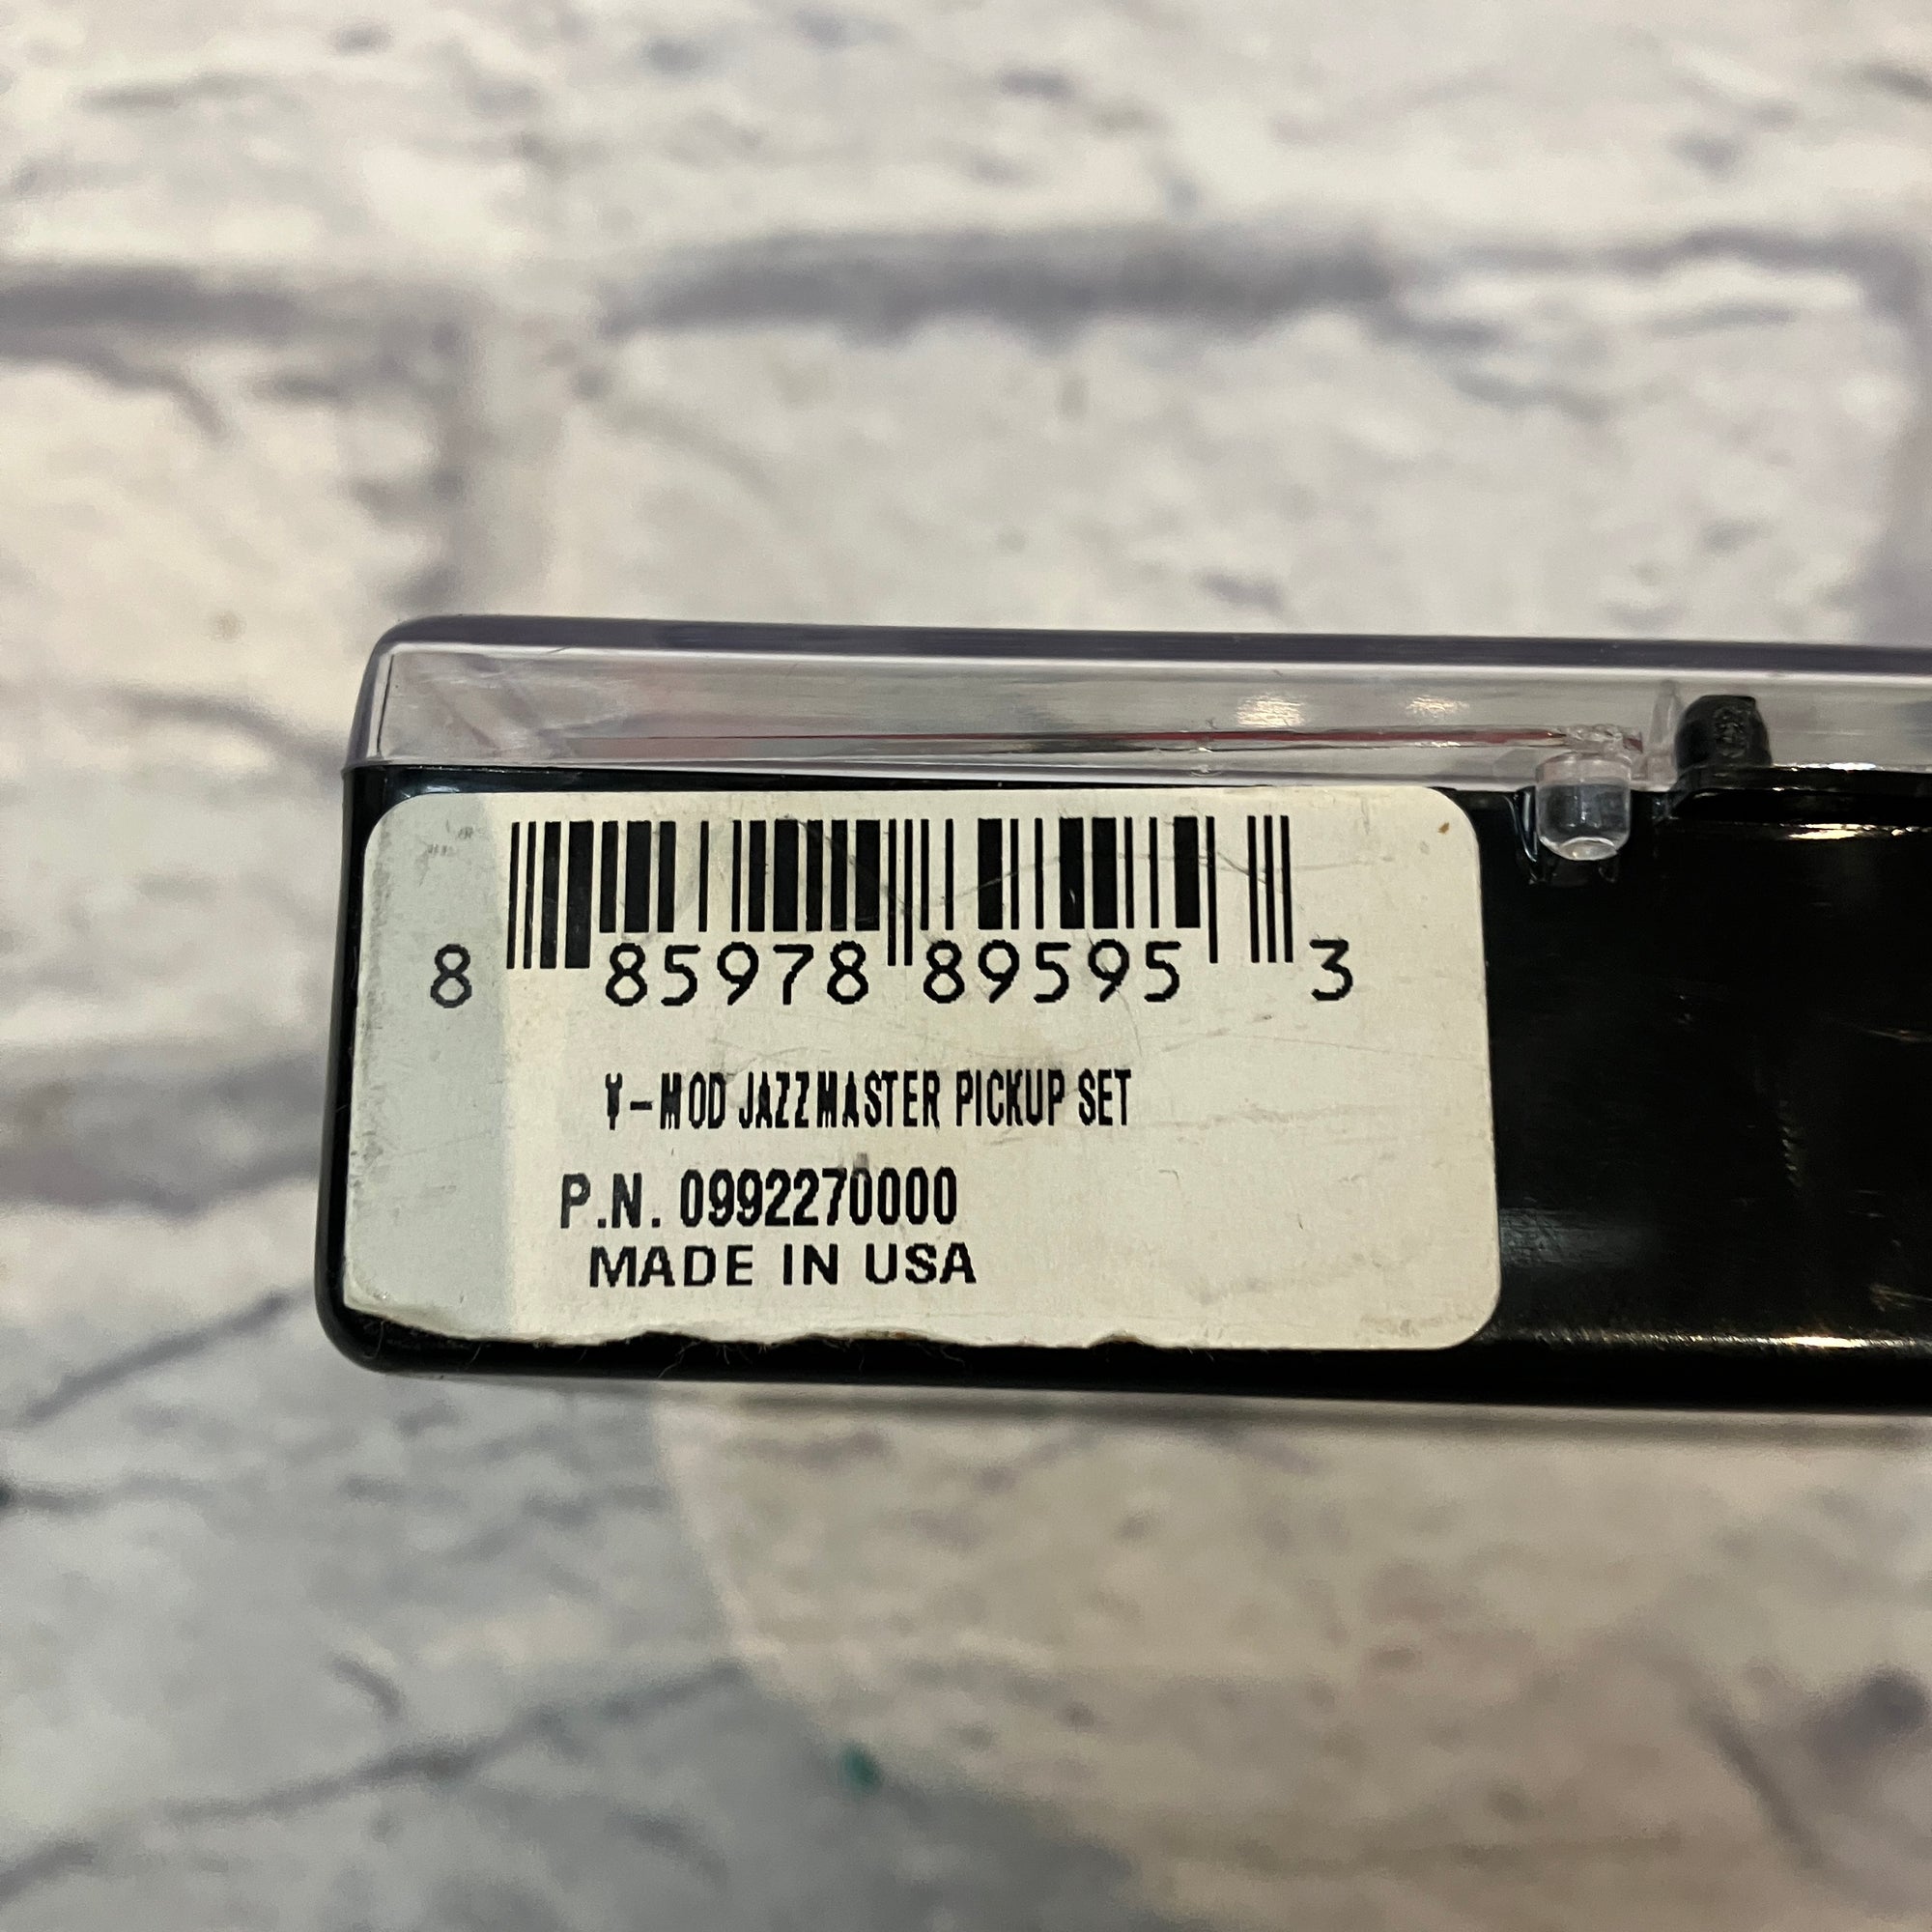 8 85978 89595 3
V-MOD JAZZMASTER PICKUP SET
P.N. 0992270000
MADE IN USA